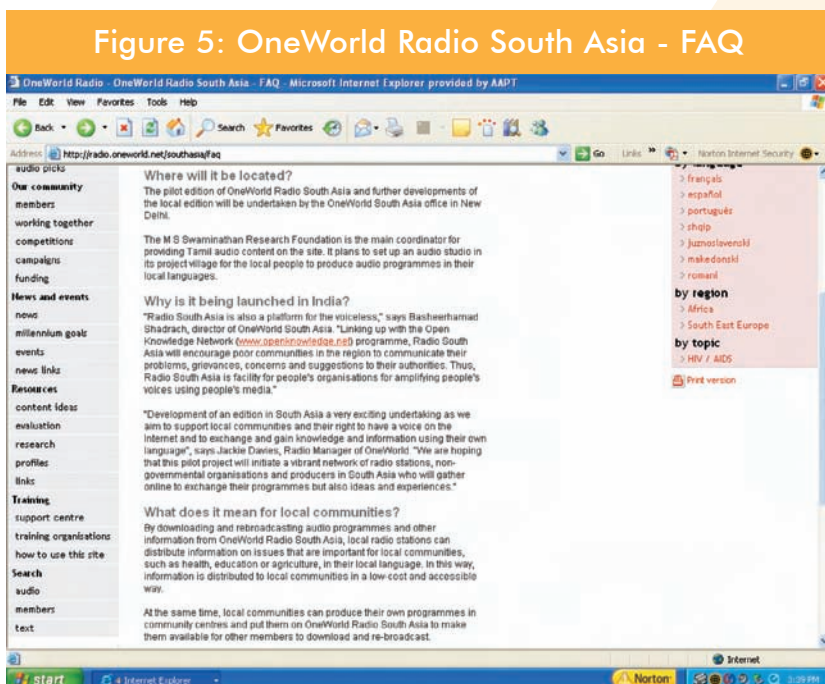 Figure 5: OneWorld Radio South Asia - FAQ
OneWorld Radio - OneWorld Radio South Asia - FAQ - Microsoft Internet Explorer provided by AAPT
File Edit View Favorites Tools Help
Back Search Favorites
Address http://radio.oneworld.net/southasia/faq Go Links Norton Internet Security
audio picks
Our community
members
working together
competitions
campaigns
funding
News and events
news
millennium goals
events
news links
Resources
content ideas
evaluation
research
profiles
links
Training
support centre
training organisations
how to use this site
Search
audio
members
text
Where will it be located?
The pilot edition of OneWorld Radio South Asia and further developments of
the local edition will be undertaken by the OneWorld South Asia office in New
Delhi.
The M S Swaminathan Research Foundation is the main coordinator for
providing Tamil audio content on the site. It plans to set up an audio studio in
its project village for the local people to produce audio programmes in their
local languages.
Why is it being launched in India?
"Radio South Asia is also a platform for the voiceless," says Basheerhamad
Shadrach, director of OneWorld South Asia. "Linking up with the Open
Knowledge Network (www.openknowledge.net) programme, Radio South
Asia will encourage poor communities in the region to communicate their
problems, grievances, concerns and suggestions to their authorities. Thus,
Radio South Asia is facility for people's organisations for amplifying people's
voices using people's media."
"Development of an edition in South Asia a very exciting undertaking as we
aim to support local communities and their right to have a voice on the
Internet and to exchange and gain knowledge and information using their own
language", says Jackie Davies, Radio Manager of OneWorld. "We are hoping
that this pilot project will initiate a vibrant network of radio stations, non-
governmental organisations and producers in South Asia who will gather
online to exchange their programmes but also ideas and experiences."
What does it mean for local communities?
By downloading and rebroadcasting audio programmes and other
information from OneWorld Radio South Asia, local radio stations can
distribute information on issues that are important for local communities,
such as health, education or agriculture, in their local language. In this way,
information is distributed to local communities in a low-cost and accessible
way.
At the same time, local communities can produce their own programmes in
community centres and put them on OneWorld Radio South Asia to make
them available for other members to download and re-broadcast.
by language
> français
> español
> português
> shqip
> juznoslavenski
> makedonski
> romani
by region
> Africa
> South East Europe
by topic
> HIV / AIDS
Print version
Internet
start 4 Internet Explorer Norton 3:39 PM